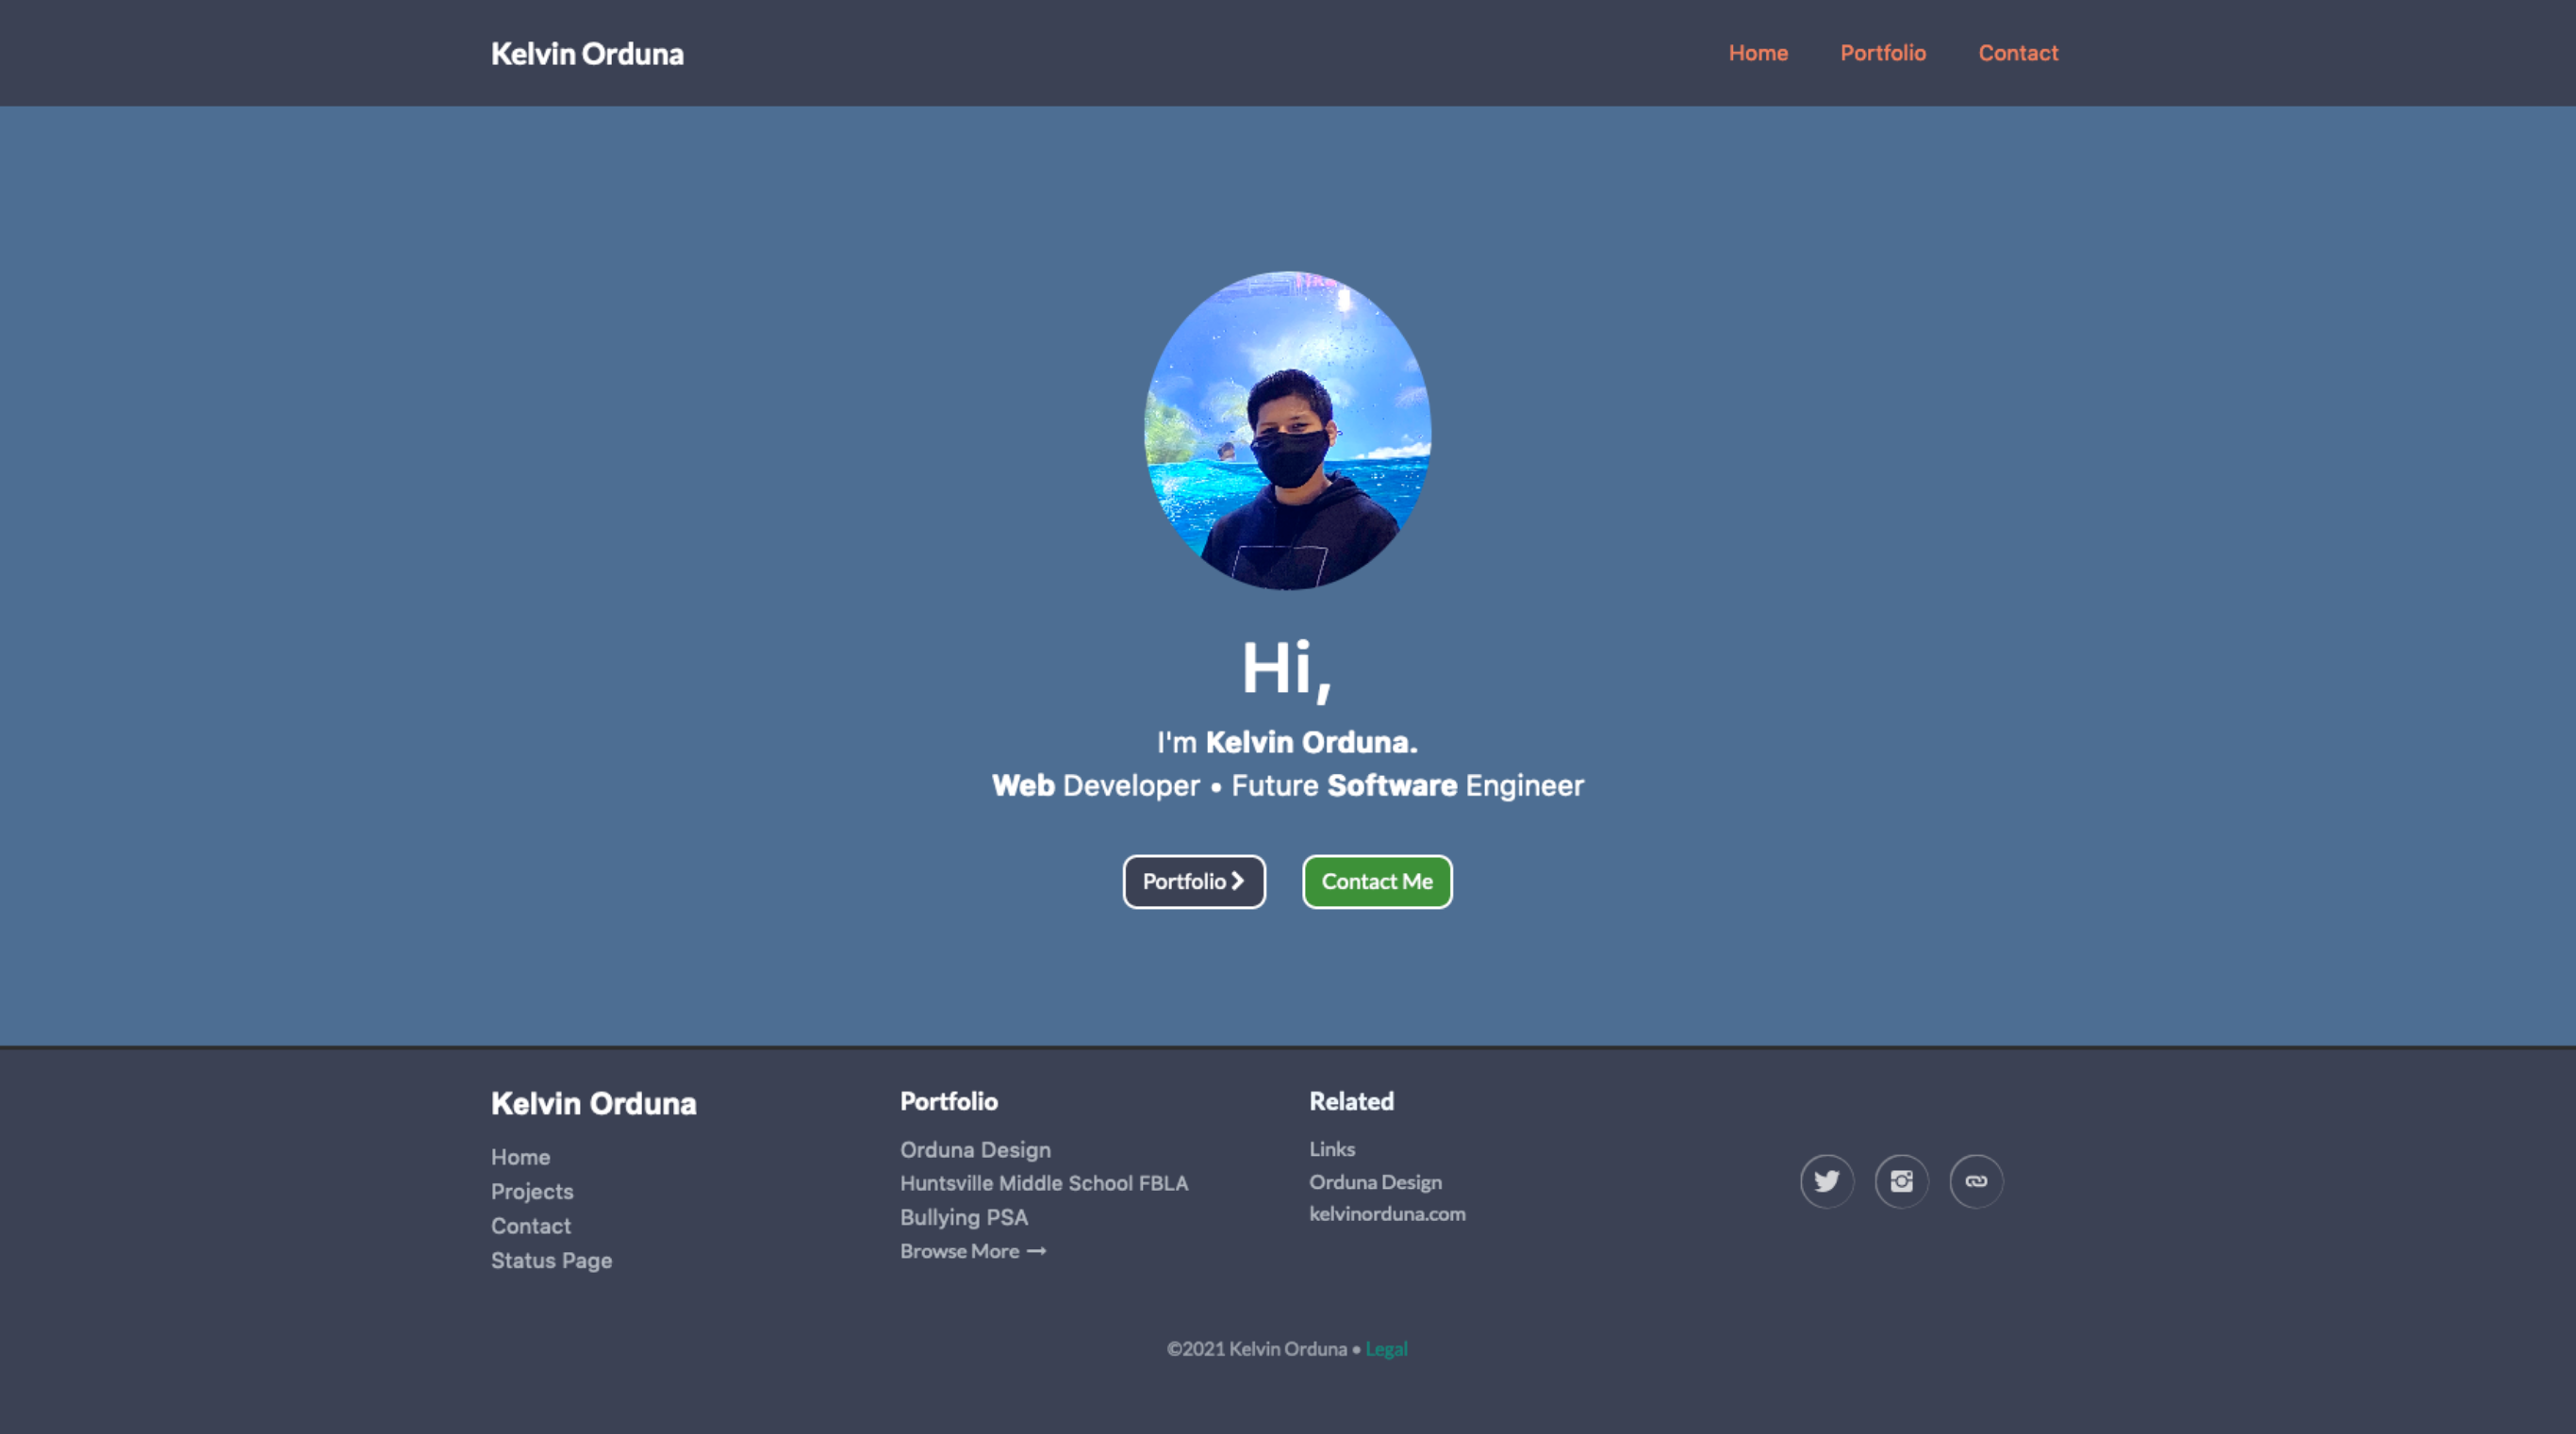 Kelvin Orduna
Home Portfolio Contact
Hi,
I'm Kelvin Orduna.
Web Developer • Future Software Engineer
Portfolio
Contact Me
Kelvin Orduna
Home
Projects
Contact
Status Page
Portfolio
Orduna Design
Huntsville Middle School FBLA
Bullying PSA
Browse More →
Related
Links
Orduna Design
kelvinorduna.com
©2021 Kelvin Orduna • Legal